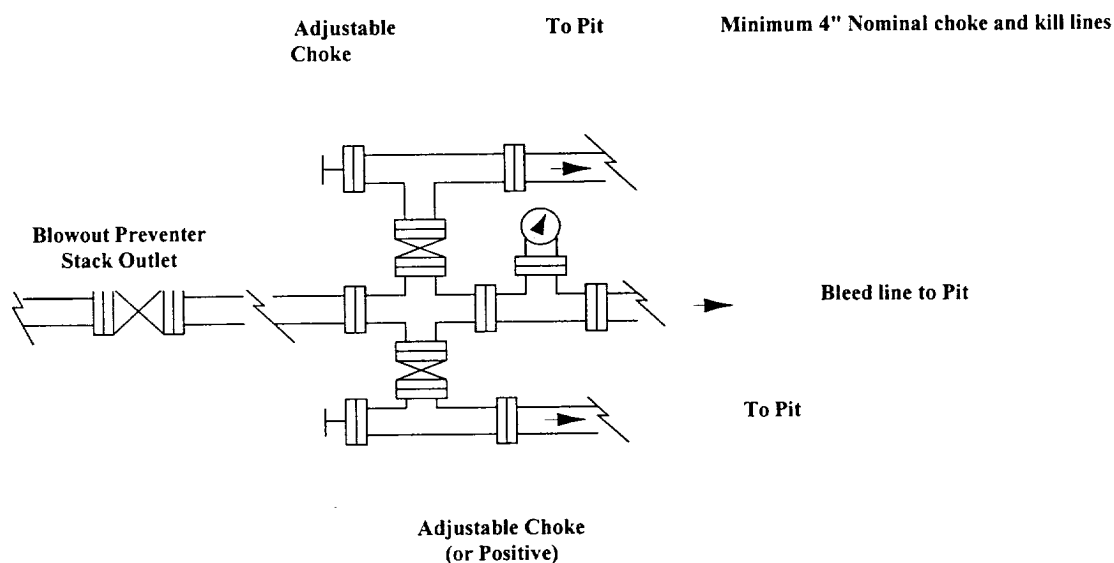 Adjustable
Choke
To Pit
Minimum 4" Nominal choke and kill lines
Blowout Preventer
Stack Outlet
Bleed line to Pit
To Pit
Adjustable Choke
(or Positive)